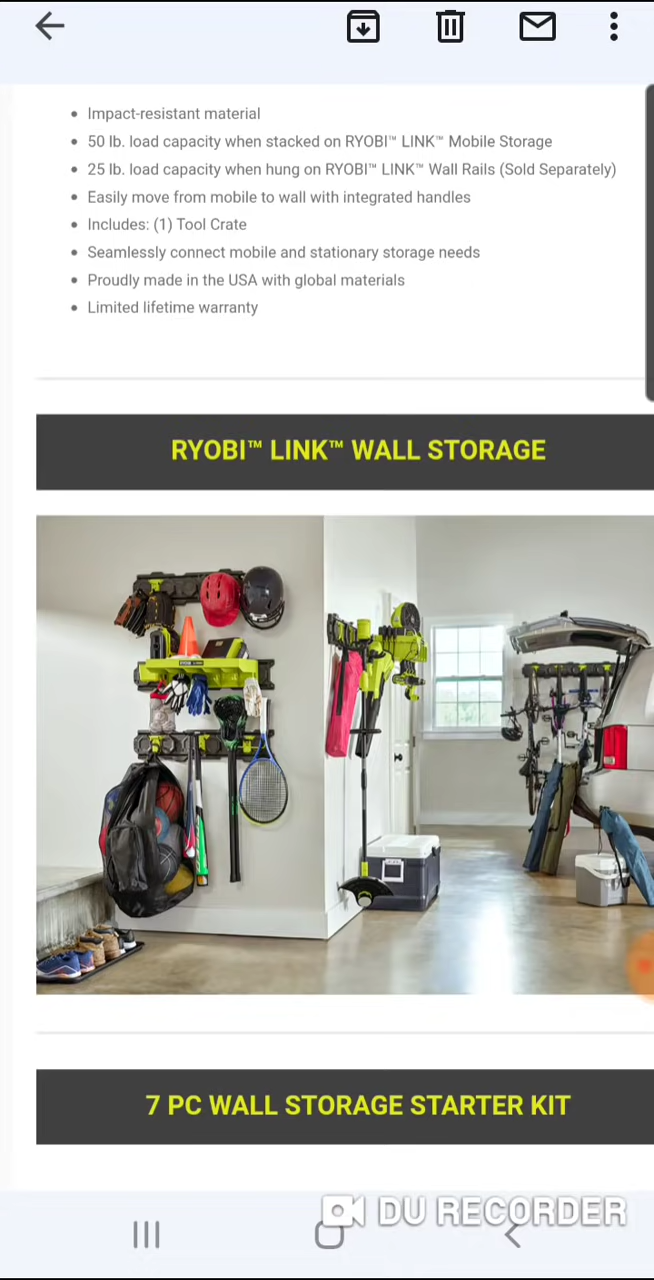 Impact-resistant material
50 lb. load capacity when stacked on RYOBI™ LINK™ Mobile Storage
25 lb. load capacity when hung on RYOBI™ LINK™ Wall Rails (Sold Separately)
Easily move from mobile to wall with integrated handles
Includes: (1) Tool Crate
Seamlessly connect mobile and stationary storage needs
Proudly made in the USA with global materials
Limited lifetime warranty
RYOBI™ LINK™ WALL STORAGE
7 PC WALL STORAGE STARTER KIT
DU RECORDER